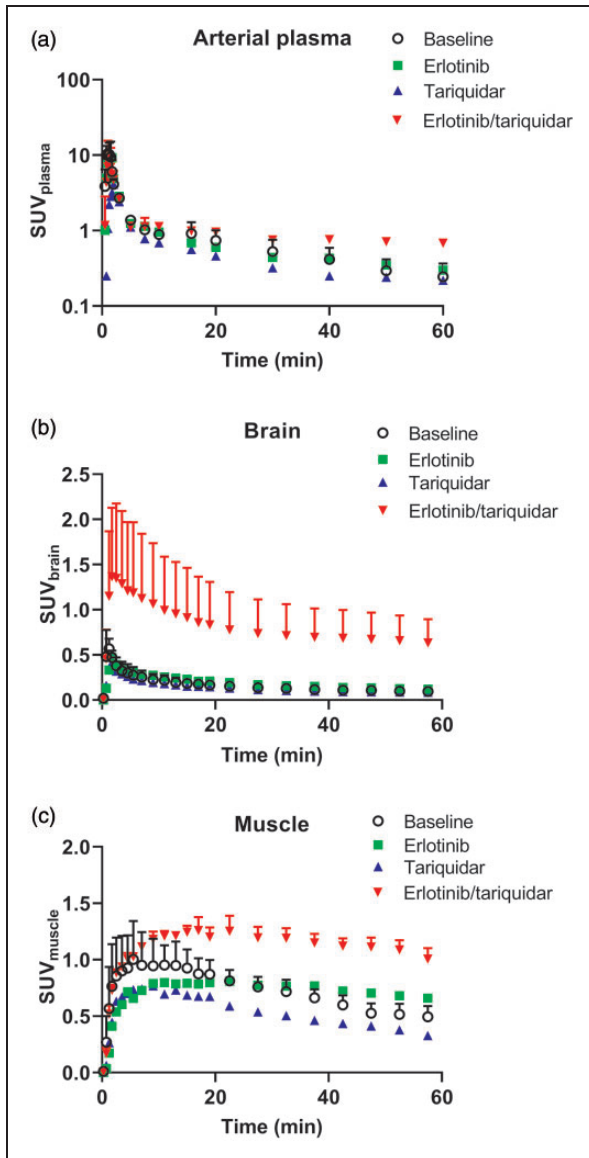 (a)
Arterial plasma
Baseline
Erlotinib
Tariquidar
Erlotinib/tariquidar
SUVplasma
100
10
1
0.1
0 20 40 60
Time (min)
(b)
Brain
Baseline
Erlotinib
Tariquidar
Erlotinib/tariquidar
SUVbrain
2.5
2.0
1.5
1.0
0.5
0.0
0 20 40 60
Time (min)
(c)
Muscle
Baseline
Erlotinib
Tariquidar
Erlotinib/tariquidar
SUVmuscle
2.0
1.5
1.0
0.5
0.0
0 20 40 60
Time (min)